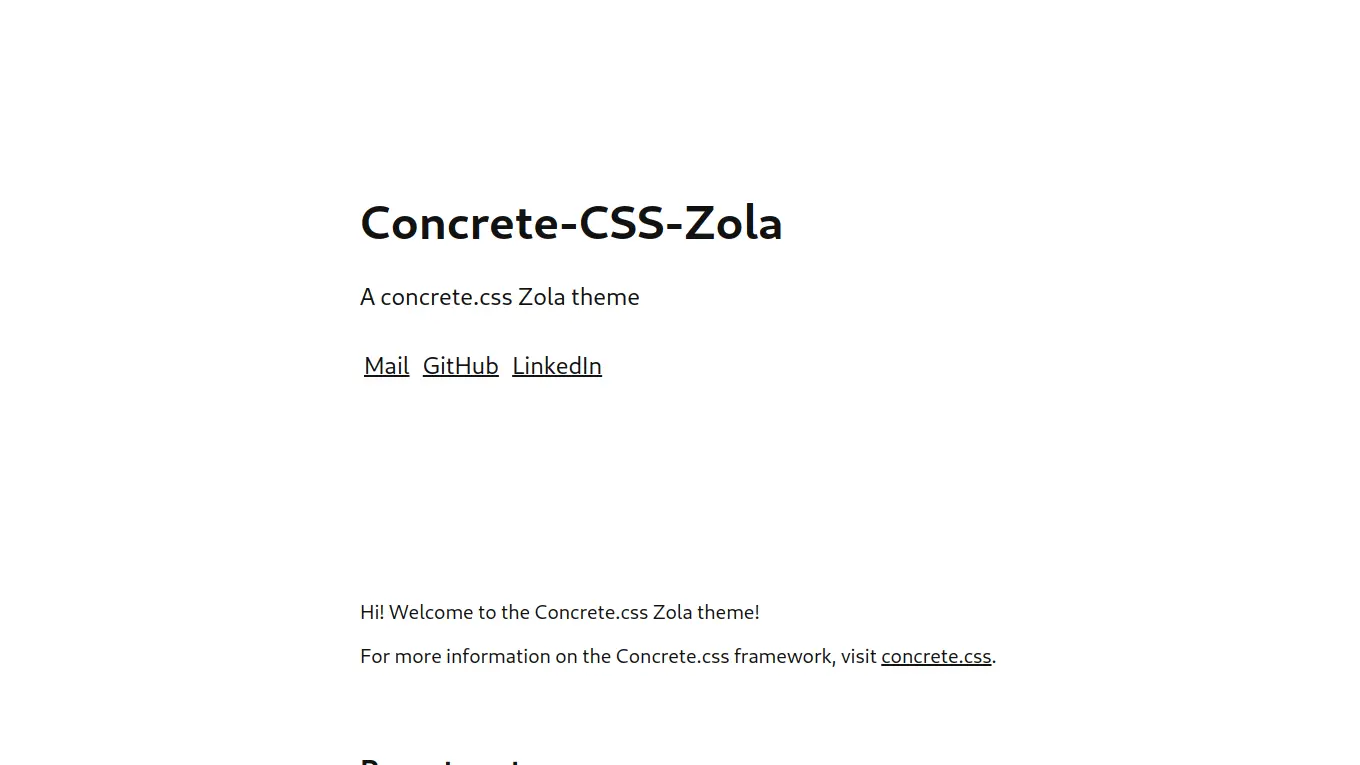 Concrete-CSS-Zola
A concrete.css Zola theme
Mail GitHub LinkedIn
Hi! Welcome to the Concrete.css Zola theme!
For more information on the Concrete.css framework, visit concrete.css.